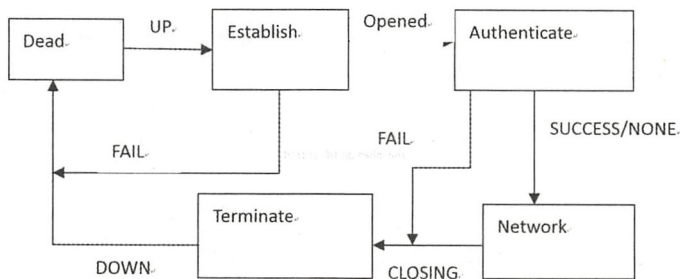 Dead
UP
Establish
Opened
Authenticate
FAIL
FAIL
SUCCESS/NONE
Terminate
Network
DOWN
CLOSING